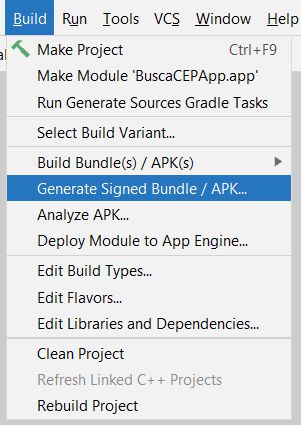 Build Run Tools VCS Window
Make Project Ctrl+F9
Make Module 'BuscaCEPApp.app'
Run Generate Sources Gradle Tasks
Select Build Variant...
Build Bundle(s) / APK(s)
Generate Signed Bundle / APK...
Analyze APK...
Deploy Module to App Engine...
Edit Build Types...
Edit Flavors...
Edit Libraries and Dependencies...
Clean Project
Refresh Linked C++ Projects
Rebuild Project